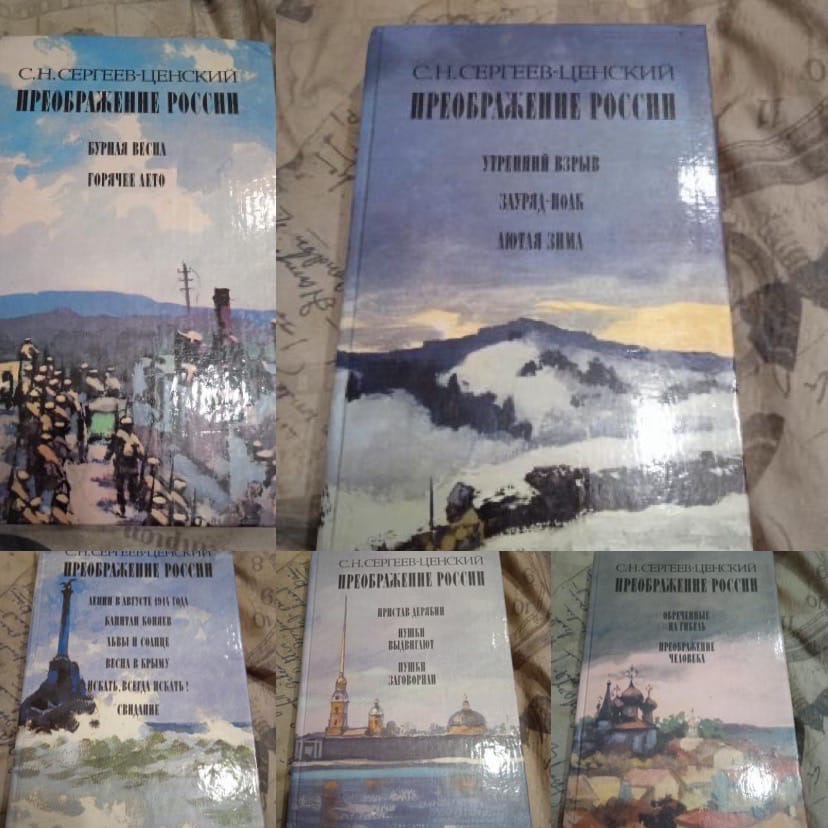 С.Н.СЕРГЕЕВ-ЦЕНСКИЙ
ПРЕОБРАЖЕНИЕ РОССИИ
БУРНАЯ ВЕСНА
ГОРЯЧЕЕ ЛЕТО
С.Н.СЕРГЕЕВ-ЦЕНСКИЙ
ПРЕОБРАЖЕНИЕ РОССИИ
УТРЕННИЙ ВЗРЫВ
ЗАУРЯД-ПОЛК
ЛЮТАЯ ЗИМА
С.Н.СЕРГЕЕВ-ЦЕНСКИЙ
ПРЕОБРАЖЕНИЕ РОССИИ
ЛЕНИН В АВГУСТЕ 1914 ГОДА
КАПИТАН КОНЯЕВ
ЛЬВЫ И СОЛНЦЕ
ВЕСНА В КРЫМУ
ИСКАТЬ, ВСЕГДА ИСКАТЬ!
СВИДАНИЕ
С.Н.СЕРГЕЕВ-ЦЕНСКИЙ
ПРЕОБРАЖЕНИЕ РОССИИ
ПРИСТАВ ДЕРЯБИН
ПУШКИ
ВЫДВИГАЮТ
ПУШКИ
ЗАГОВОРИЛИ
С.Н.СЕРГЕЕВ-ЦЕНСКИЙ
ПРЕОБРАЖЕНИЕ РОССИИ
ОБРЕЧЕННЫЕ
НА ГИБЕЛЬ
ПРЕОБРАЖЕНИЕ
ЧЕЛОВЕКА